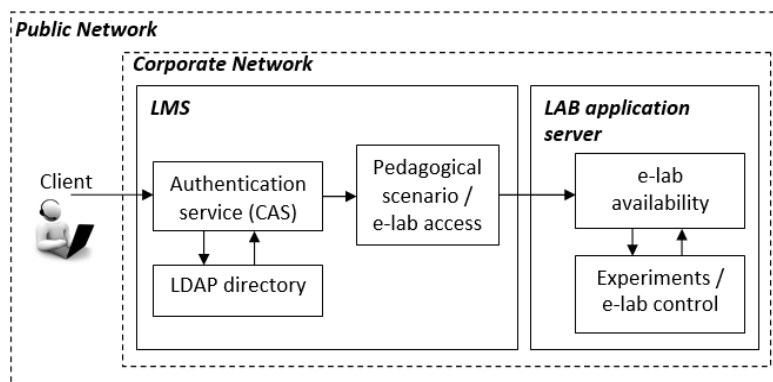 Public Network
Corporate Network
LMS
LAB application
server
Client
Authentication
service (CAS)
Pedagogical
scenario /
e-lab access
e-lab
availability
LDAP directory
Experiments /
e-lab control